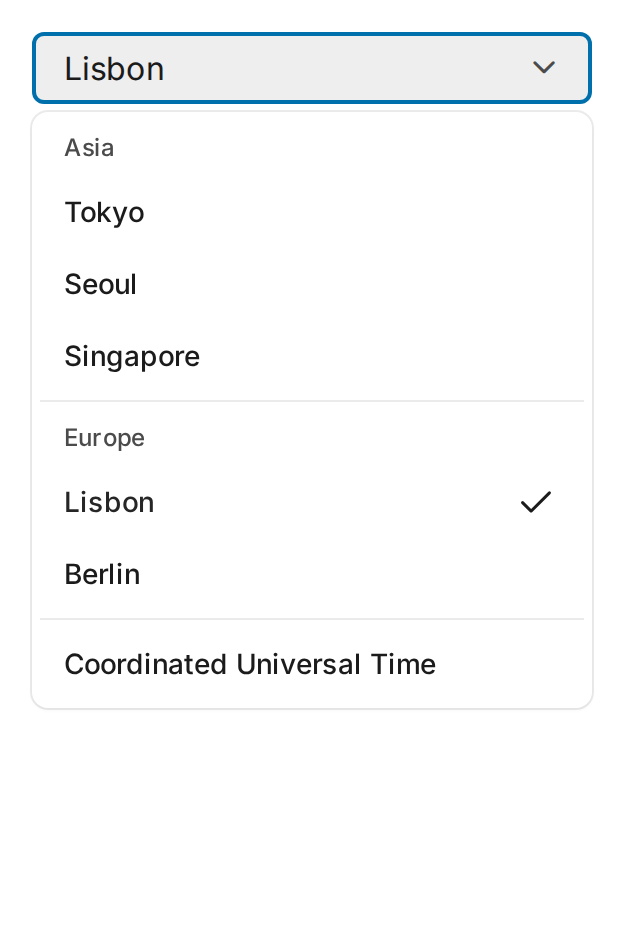 Lisbon
Asia
Tokyo
Seoul
Singapore
Europe
Lisbon
Berlin
Coordinated Universal Time